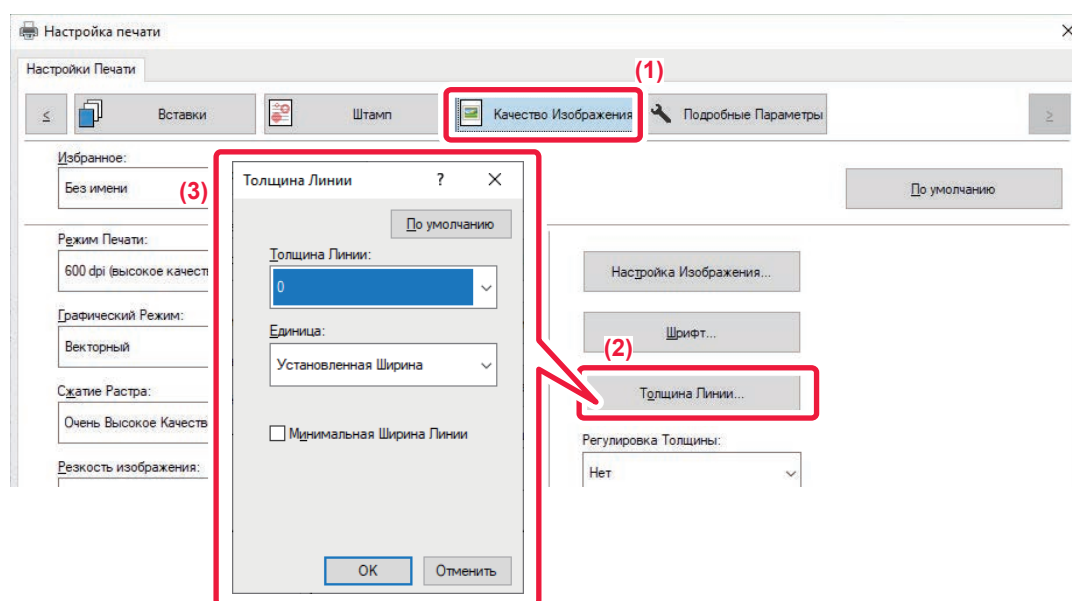 Настройка печати
Настройки Печати
(1)
≤
Вставки
Штамп
Качество Изображения
Подробные Параметры
≥
Избранное:
Без имени
По умолчанию
(3)
Толщина Линии ?
По умолчанию
Толщина Линии:
0
Единица:
Установленная Ширина
Минимальная Ширина Линии
OK
Отменить
Режим Печати:
600 dpi (высокое
Графический Режим:
Векторный
Сжатие Растра:
Очень Высокое
Резкость изображения:
Настройка Изображения...
Шрифт...
(2)
Толщина Линии...
Регулировка Толщины:
Нет